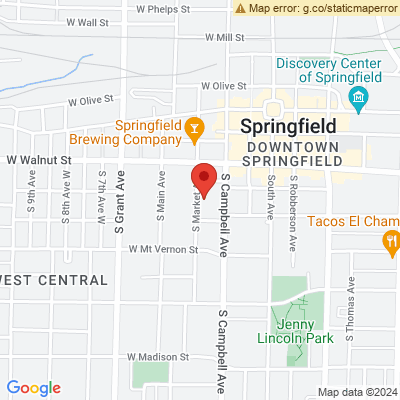 Map error: g.co/staticmaperror
W Phelps St
W Wall St
W Mill St
Discovery Center
of Springfield
W Olive St
W Olive St
Springfield
Brewing Company
Springfield
DOWNTOWN
SPRINGFIELD
W Walnut St
S 9th Ave
S 8th Ave W
S 7th Ave W
S Grant Ave
S Main Ave
S Market
S Campbell Ave
South Ave
S Robberson Ave
Tacos El Cham
W Mt Vernon St
WEST CENTRAL
S Campbell Ave
S Thomas Ave
Jenny
Lincoln Park
W Madison St
Google
Map data ©2024